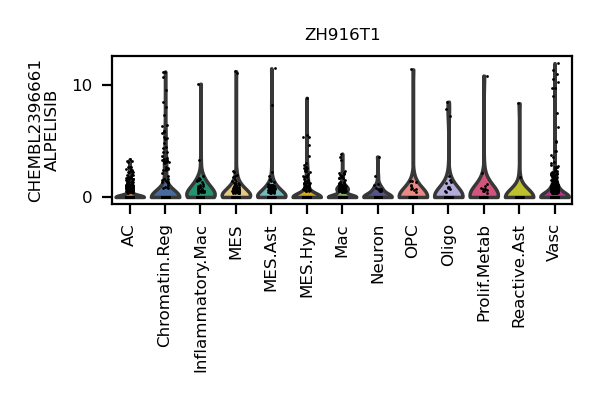 ZH916T1
CHEMBL2396661
ALPELISIB
10
0
AC
Chromatin.Reg
Inflammatory.Mac
MES
MES.Ast
MES.Hyp
Mac
Neuron
OPC
Oligo
Prolif.Metab
Reactive.Ast
Vasc